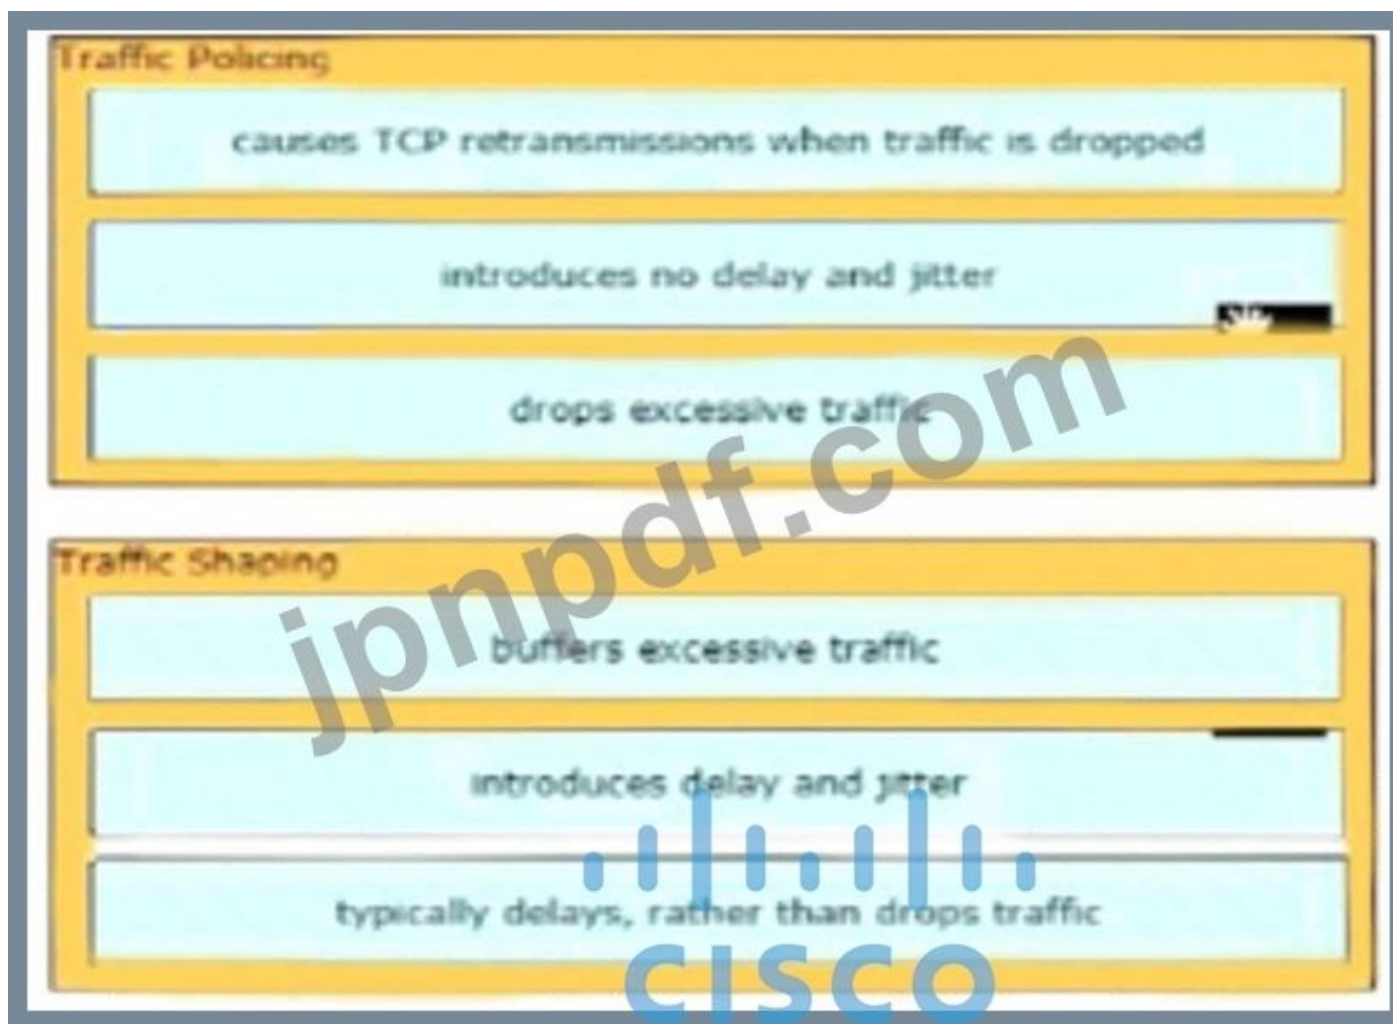 Traffic Policing
causes TCP retransmissions when traffic is dropped
introduces no delay and jitter
drops excessive traffic
jpnpdf.com
Traffic Shaping
buffers excessive traffic
introduces delay and jitter
typically delays, rather than drops traffic
CISCO